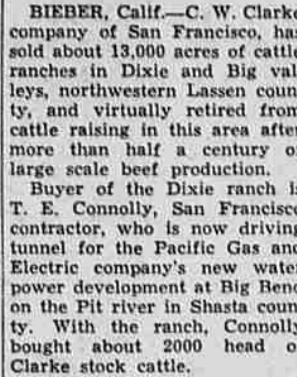 BIEBER, Calif.—C. W. Clarke
company of San Francisco, has
sold about 13,000 acres of cattle
ranches in Dixie and Big val-
leys, northwestern Lassen coun-
ty, and virtually retired from
cattle raising in this area after
more than half a century of
large scale beef production.
Buyer of the Dixie ranch is
T. E. Connolly, San Francisco
contractor, who is now driving
tunnel for the Pacific Gas and
Electric company's new water
power development at Big Bend
on the Pit river in Shasta coun-
ty. With the ranch, Connolly
bought about 2000 head of
Clarke stock cattle.